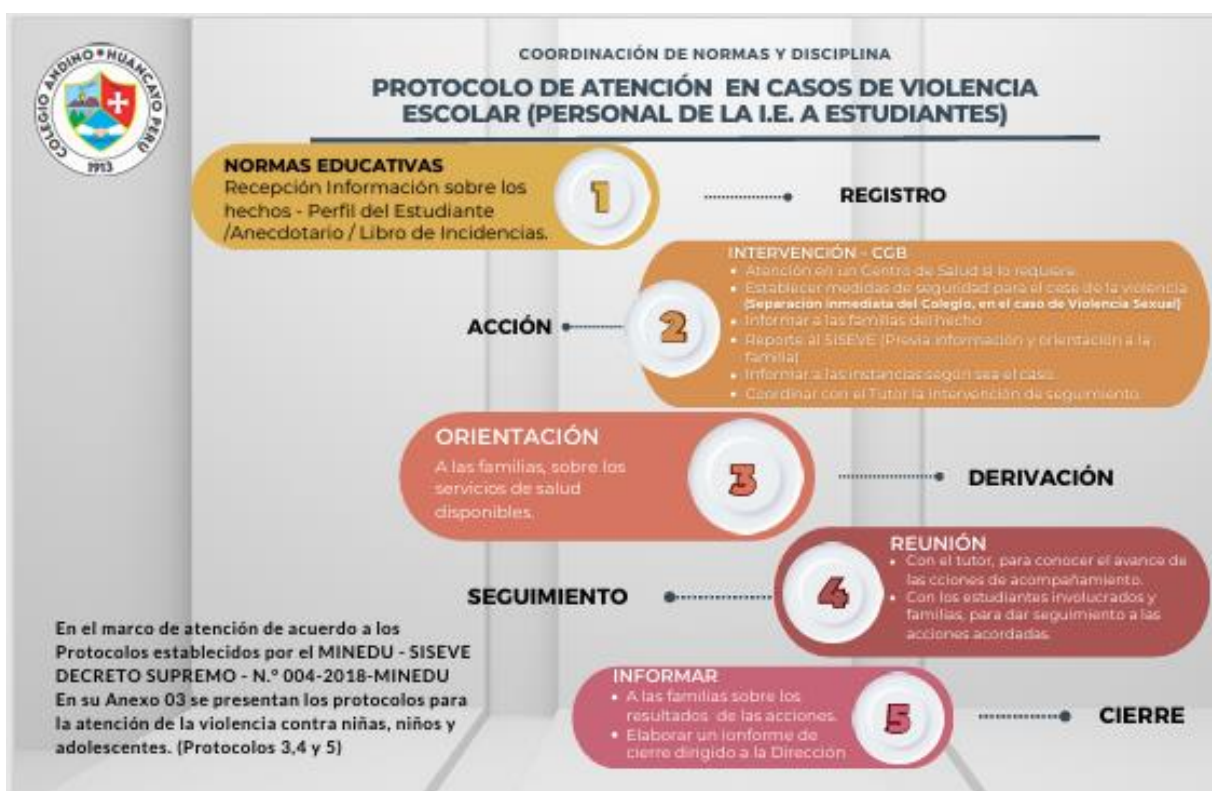 COLEGIO ANDINO * HUANCAYO PERU
1913
COORDINACIÓN DE NORMAS Y DISCIPLINA
PROTOCOLO DE ATENCIÓN EN CASOS DE VIOLENCIA
ESCOLAR (PERSONAL DE LA I.E. A ESTUDIANTES)
NORMAS EDUCATIVAS
Recepción Información sobre los
hechos - Perfil del Estudiante
/Anecdotario / Libro de Incidencias.
1
REGISTRO
INTERVENCIÓN - CGB
• Atención en un Centro de Salud si lo requiere.
• Establecer medidas de seguridad para el cese de la violencia
(Separación Inmediata del Colegio, en el caso de Violencia Sexual)
• Informar a las familias del hecho
• Reporte al SISEVE (Previa información y orientación a la
familia)
• Informar a las instancias según sea el caso.
• Coordinar con el Tutor la Intervención de seguimiento.
2
ACCIÓN
ORIENTACIÓN
A las familias, sobre los
servicios de salud
disponibles.
3
DERIVACIÓN
REUNIÓN
• Con el tutor, para conocer el avance de
las cciones de acompañamiento.
• Con los estudiantes involucrados y
familias, para dar seguimiento a las
acciones acordadas.
4
SEGUIMIENTO
INFORMAR
• A las familias sobre los
resultados de las acciones.
• Elaborar un ionforme de
cierre dirigido a la Dirección
5
CIERRE
En el marco de atención de acuerdo a los
Protocolos establecidos por el MINEDU - SISEVE
DECRETO SUPREMO - N.° 004-2018-MINEDU
En su Anexo 03 se presentan los protocolos para
la atención de la violencia contra niñas, niños y
adolescentes. (Protocolos 3,4 y 5)